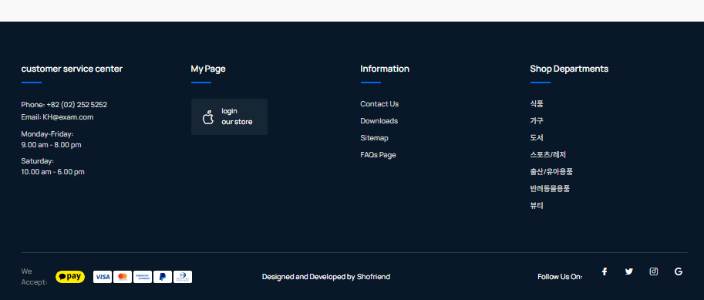 customer service center
Phone: +82 (02) 252 5252
Email: KH@exam.com
Monday-Friday:
9.00 am - 8.00 pm
Saturday:
10.00 am - 6.00 pm
My Page
login
our store
Information
Contact Us
Downloads
Sitemap
FAQs Page
Shop Departments
식품
가구
도서
스포츠/레저
출산/유아용품
반려동물용품
뷰티
We
Accept:
pay
VISA
Designed and Developed by Shofriend
Follow Us On: